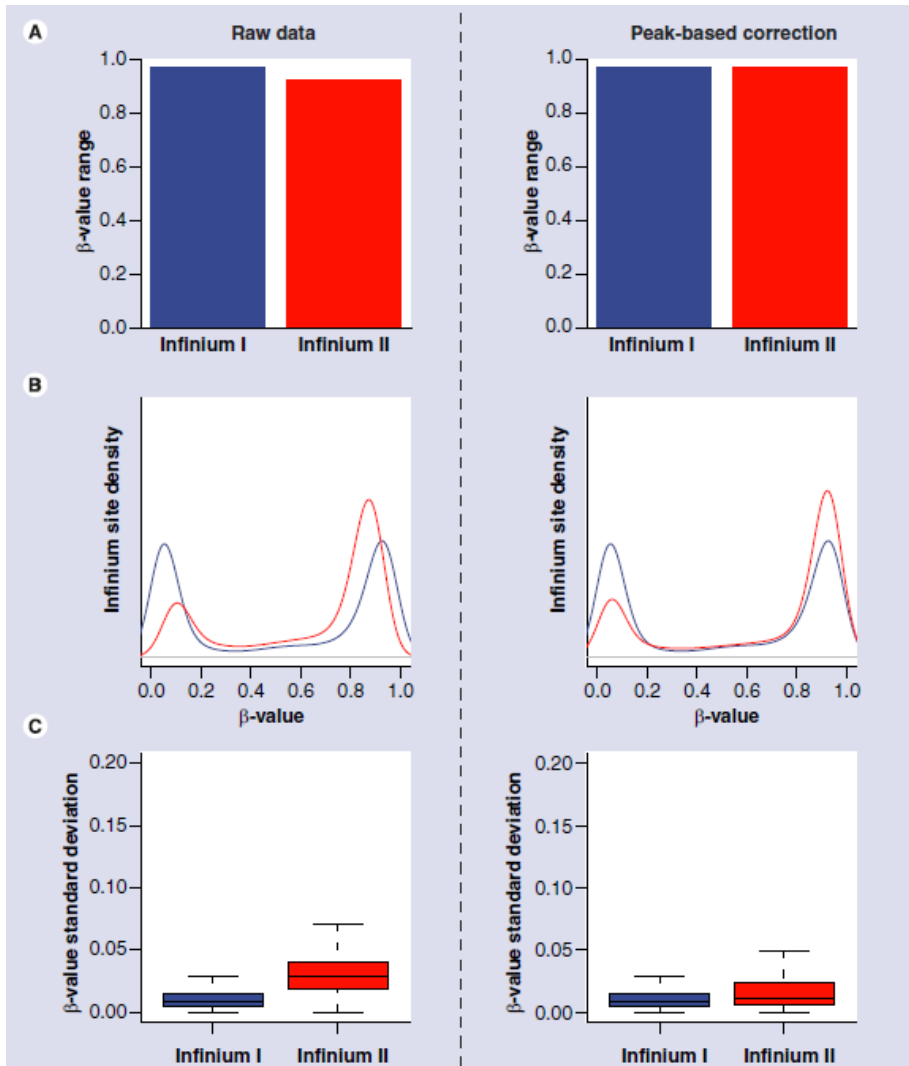 A
Raw data
Peak-based correction
β-value range
1.0
0.8
0.6
0.4
0.2
0.0
Infinium I
Infinium II
β-value range
1.0
0.8
0.6
0.4
0.2
0.0
Infinium I
Infinium II
B
Infinium site density
0.0 0.2 0.4 0.6 0.8 1.0
β-value
Infinium site density
0.0 0.2 0.4 0.6 0.8 1.0
β-value
C
β-value standard deviation
0.20
0.15
0.10
0.05
0.00
Infinium I
Infinium II
β-value standard deviation
0.20
0.15
0.10
0.05
0.00
Infinium I
Infinium II